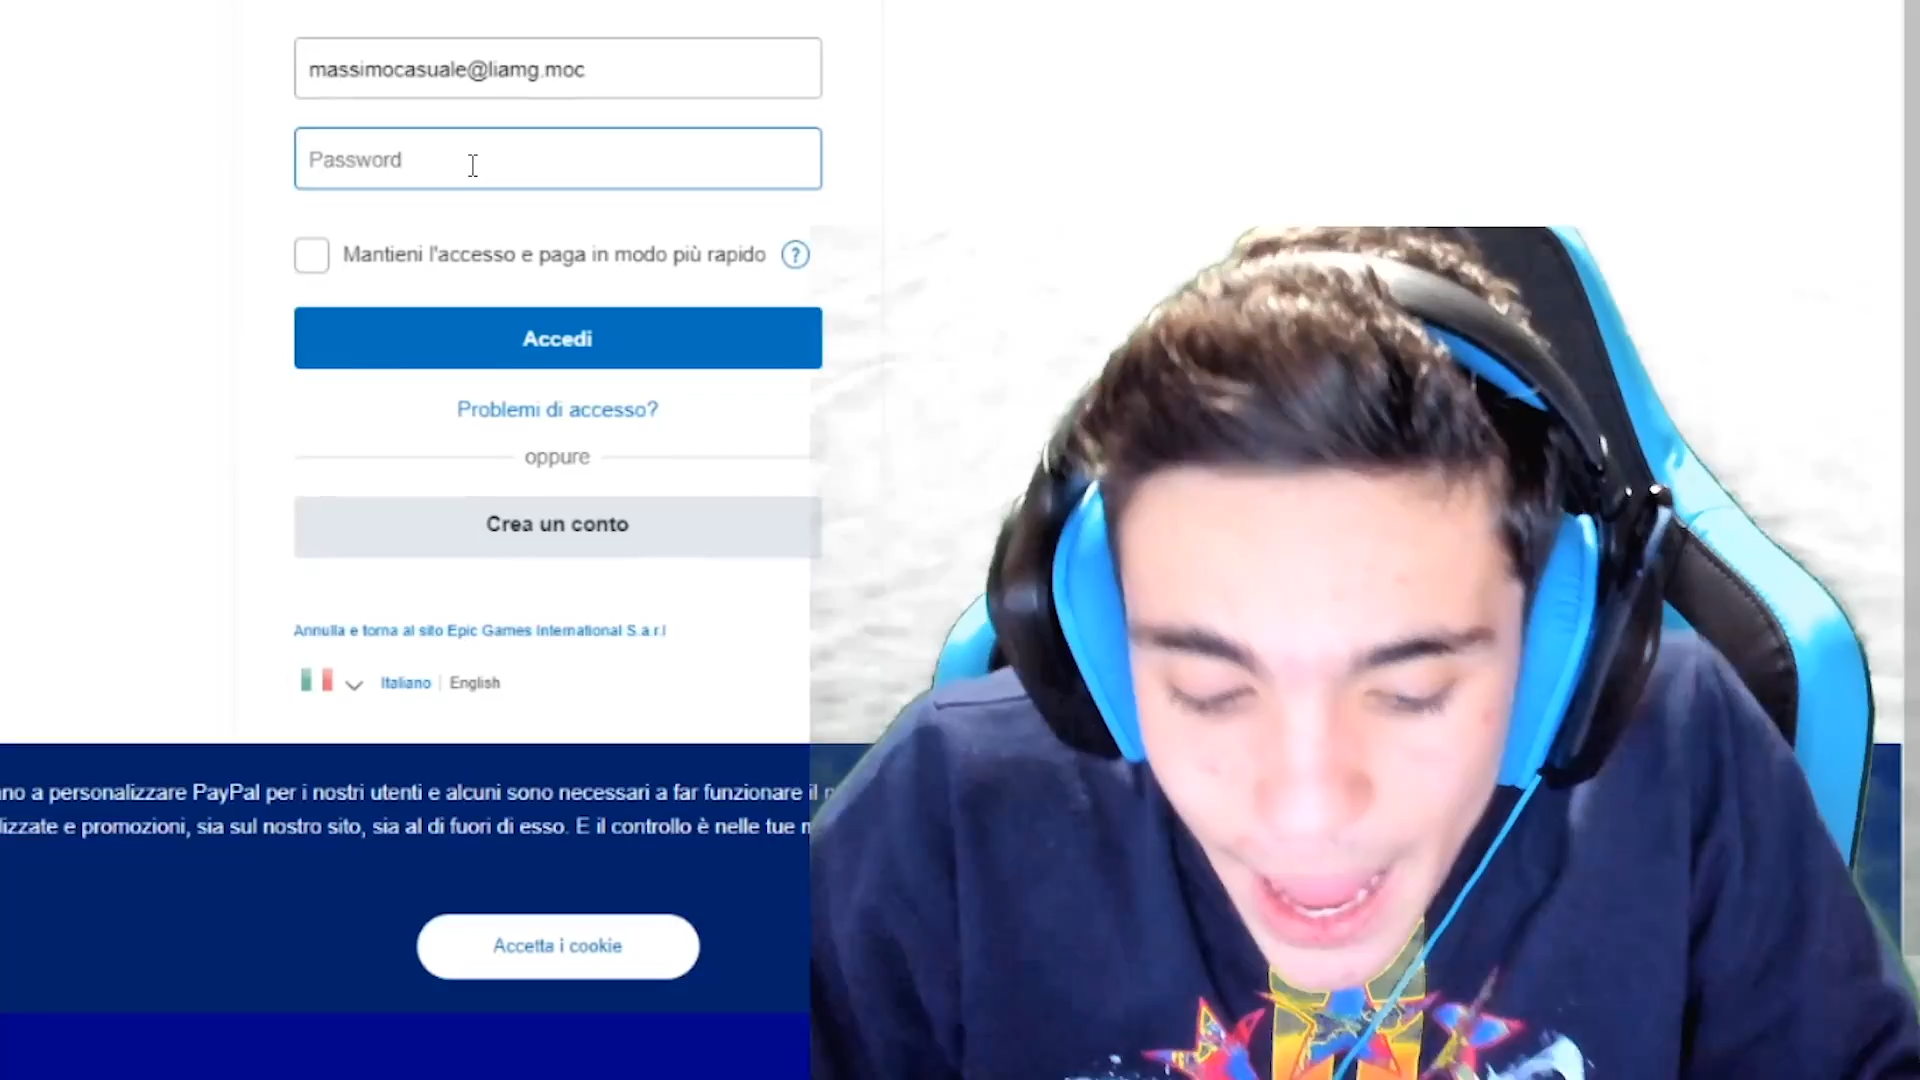 massimocasuale@liamg.moc
Password
Mantieni l'accesso e paga in modo più rapido ?
Accedi
Problemi di accesso?
oppure
Crea un conto
Annulla e torna al sito Epic Games International S.a.r.l
Italiano | English
no a personalizzare PayPal per i nostri utenti e alcuni sono necessari a far funzionare il
lizzate e promozioni, sia sul nostro sito, sia al di fuori di esso. E il controllo è nelle tue
Accetta i cookie